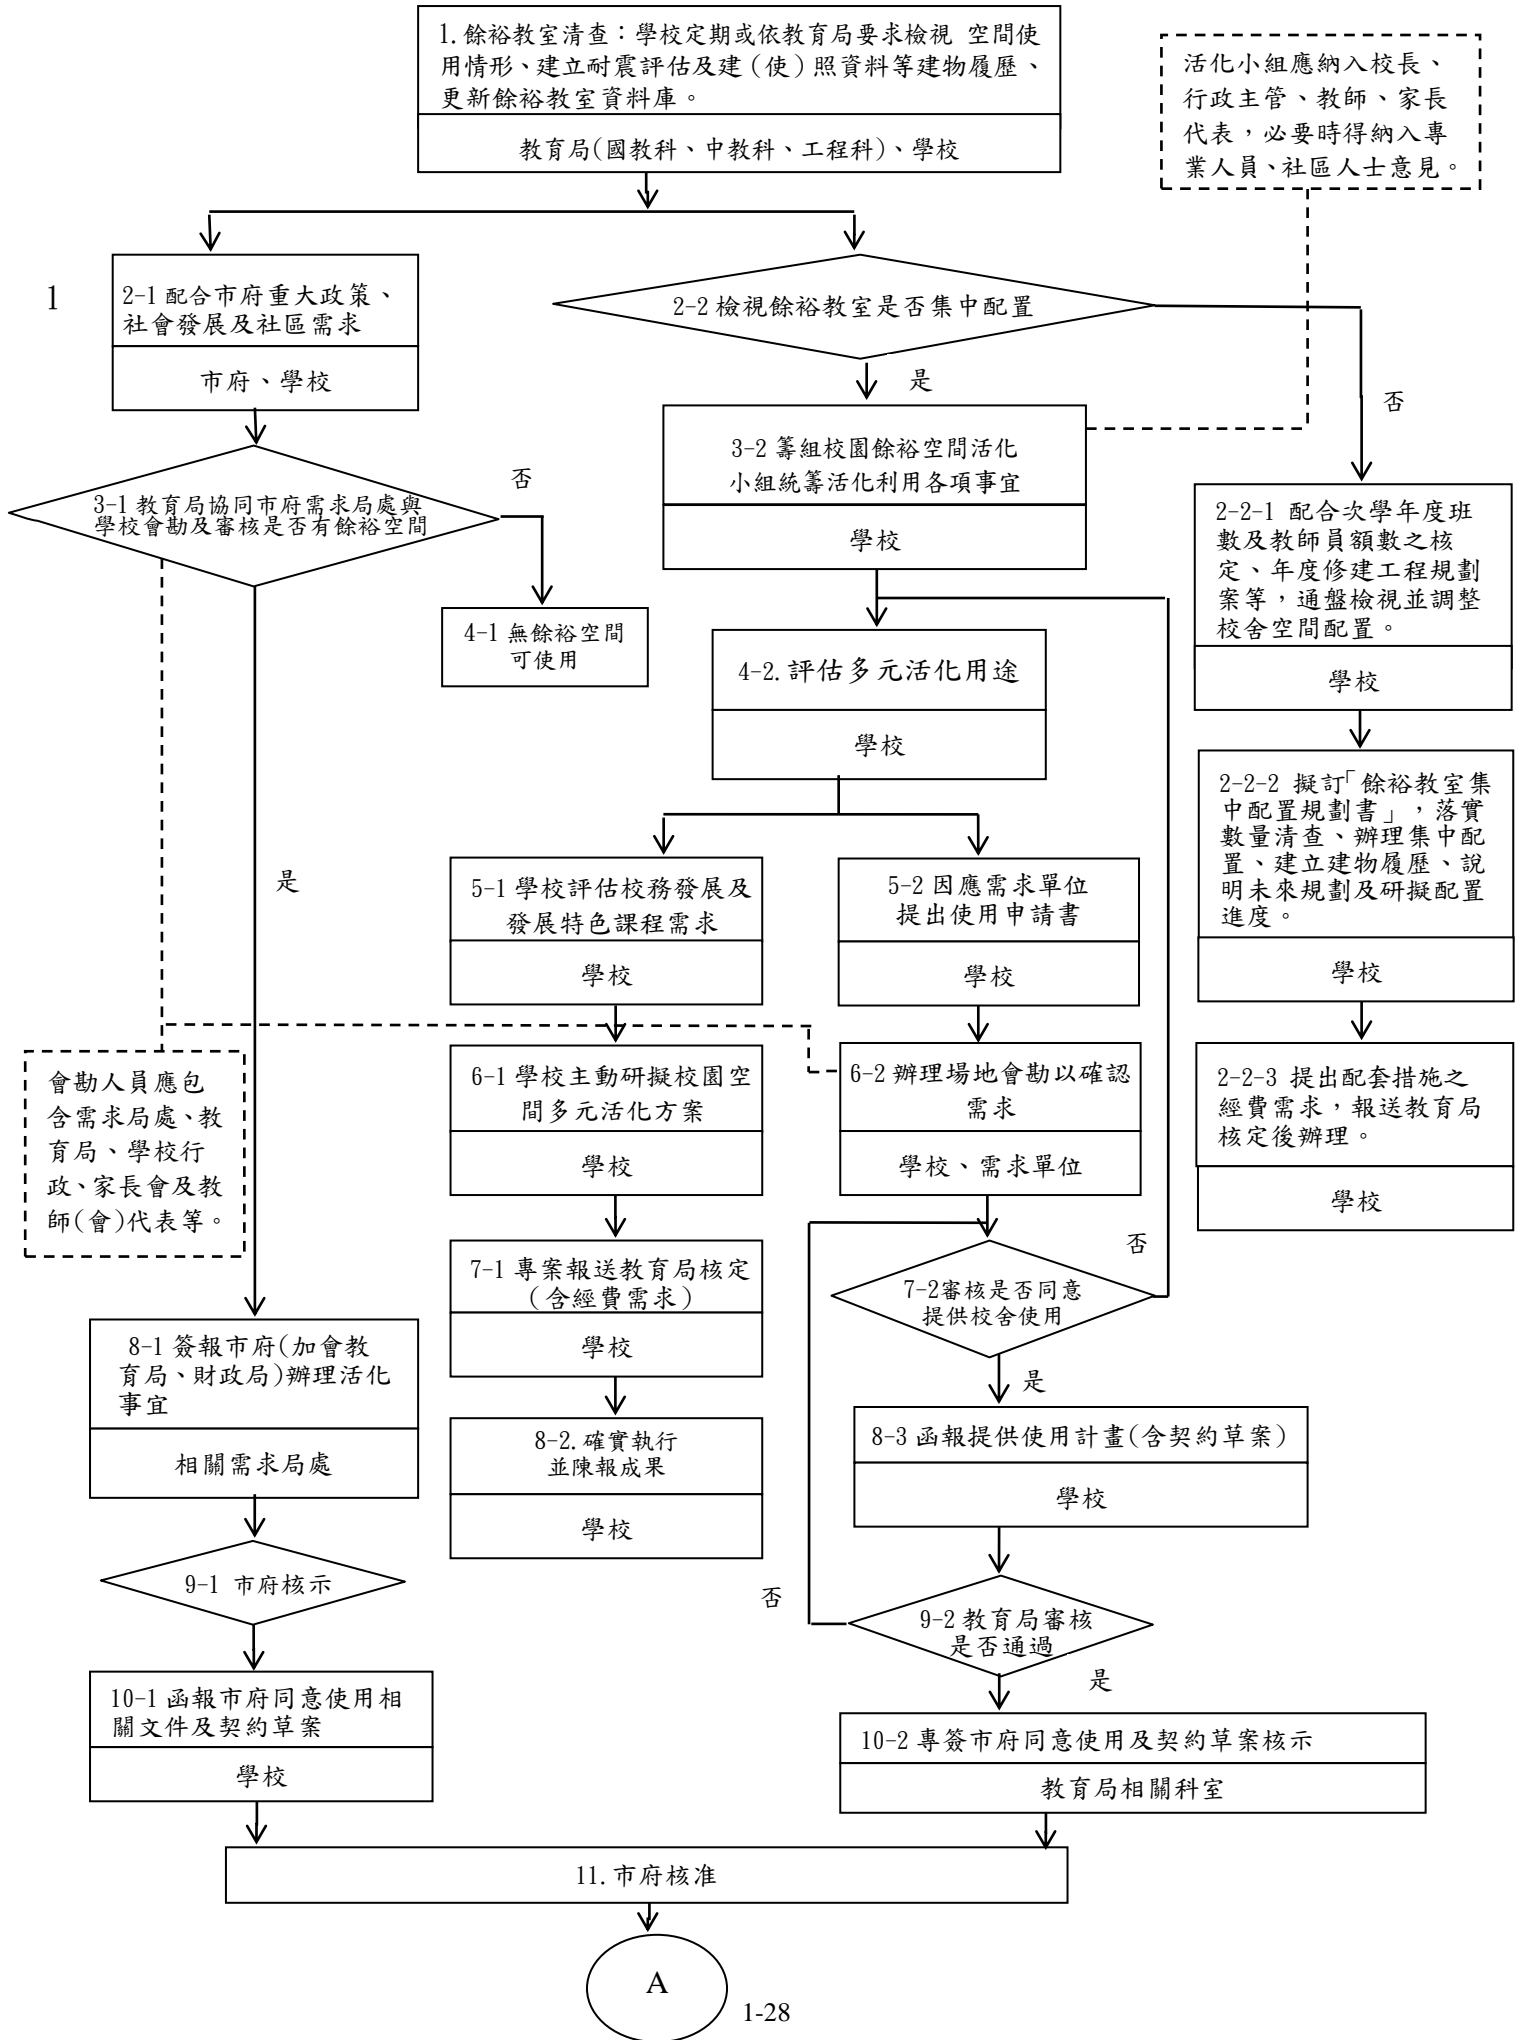 1.餘裕教室清查：學校定期或依教育局要求檢視 空間使
用情形、建立耐震評估及建(使)照資料等建物履歷、
更新餘裕教室資料庫。
教育局(國教科、中教科、工程科)、學校
活化小組應納入校長、
行政主管、教師、家長
代表，必要時得納入專
業人員、社區人士意見。
1
2-1 配合市府重大政策、
社會發展及社區需求
市府、學校
2-2 檢視餘裕教室是否集中配置
是
否
3-1 教育局協同市府需求局處與
學校會勘及審核是否有餘裕空間
否
是
4-1 無餘裕空間
可使用
3-2 籌組校園餘裕空間活化
小組統籌活化利用各項事宜
學校
2-2-1 配合次學年度班
數及教師員額數之核
定、年度修建工程規劃
案等，通盤檢視並調整
校舍空間配置。
學校
4-2.評估多元活化用途
學校
2-2-2 擬訂「餘裕教室集
中配置規劃書」，落實
數量清查、辦理集中配
置、建立建物履歷、說
明未來規劃及研擬配置
進度。
學校
5-1 學校評估校務發展及
發展特色課程需求
學校
5-2 因應需求單位
提出使用申請書
學校
會勘人員應包
含需求局處、教
育局、學校行
政、家長會及教
師(會)代表等。
6-1 學校主動研擬校園空
間多元活化方案
學校
6-2 辦理場地會勘以確認
需求
學校、需求單位
2-2-3 提出配套措施之
經費需求，報送教育局
核定後辦理。
學校
7-1 專案報送教育局核定
(含經費需求)
學校
7-2審核是否同意
提供校舍使用
否
是
8-1 簽報市府(加會教
育局、財政局)辦理活化
事宜
相關需求局處
8-2.確實執行
並陳報成果
學校
8-3 函報提供使用計畫(含契約草案)
學校
9-1 市府核示
9-2 教育局審核
是否通過
否
是
10-1 函報市府同意使用相
關文件及契約草案
學校
10-2 專簽市府同意使用及契約草案核示
教育局相關科室
11.市府核准
A
1-28